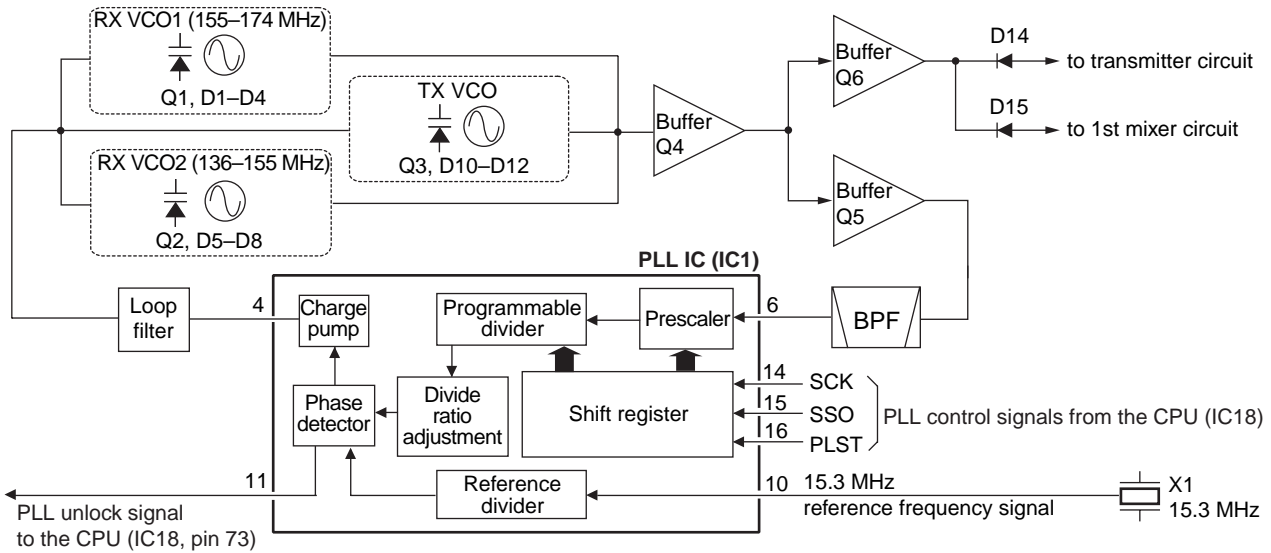 RX VCO1 (155–174 MHz)
Q1, D1–D4
TX VCO
Q3, D10–D12
RX VCO2 (136–155 MHz)
Q2, D5–D8
Buffer
Q4
Buffer
Q6
Buffer
Q5
D14
to transmitter circuit
D15
to 1st mixer circuit
PLL IC (IC1)
Loop
filter
4
Charge
pump
Programmable
divider
Prescaler
6
BPF
Phase
detector
Divide
ratio
adjustment
Shift register
14
SCK
15
SSO
16
PLST
PLL control signals from the CPU (IC18)
11
Reference
divider
10
15.3 MHz
reference frequency signal
X1
15.3 MHz
PLL unlock signal
to the CPU (IC18, pin 73)